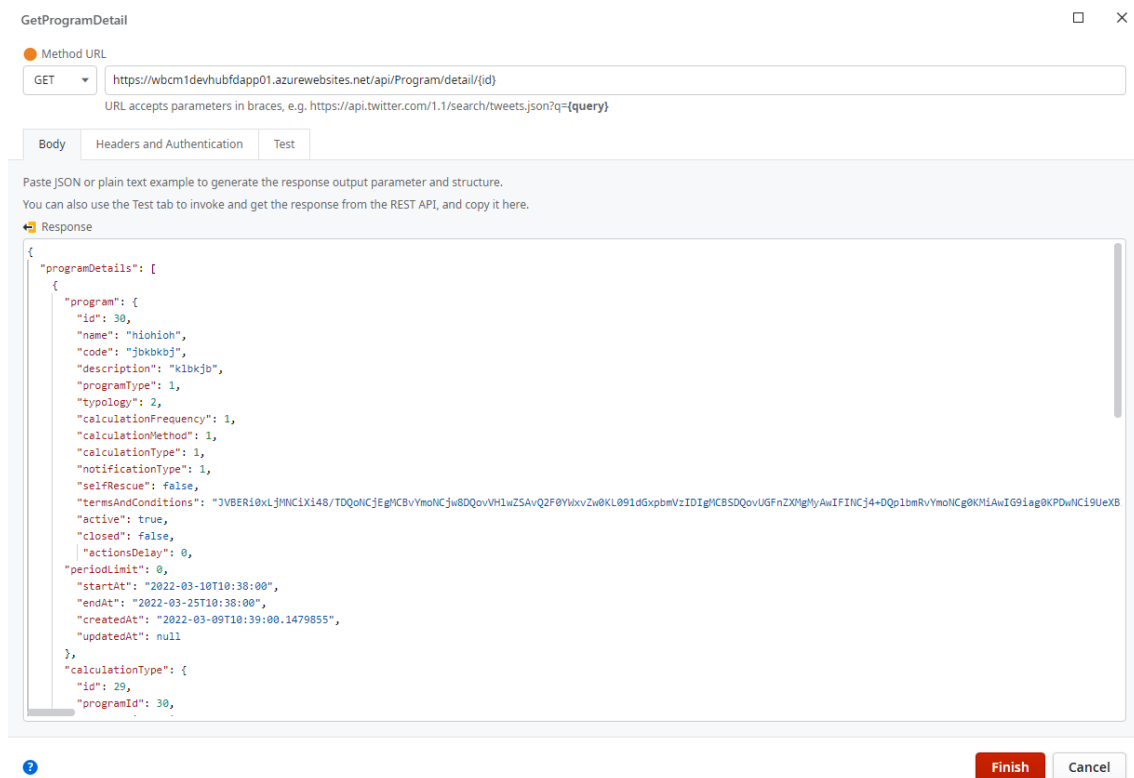 GetProgramDetail
Method URL
GET
https://wbcm1devhubfdapp01.azurewebsites.net/api/Program/detail/{id}
URL accepts parameters in braces, e.g. https://api.twitter.com/1.1/search/tweets.json?q={query}
Body Headers and Authentication Test
Paste JSON or plain text example to generate the response output parameter and structure.
You can also use the Test tab to invoke and get the response from the REST API, and copy it here.
Response
{
"programDetails": [
{
"program": {
"id": 30,
"name": "hiohioh",
"code": "jbkbkbj",
"description": "klbkjb",
"programType": 1,
"typology": 2,
"calculationFrequency": 1,
"calculationMethod": 1,
"calculationType": 1,
"notificationType": 1,
"selfRescue": false,
"termsAndConditions": "JVBERi0xLjMNCiXi48/TDQoNCjEgMCBvYmoNCjw8DQovVHlwZSAvQ2F0YWxvZw0KL091dGxpbmVzIDIgMCBSDQovUGFnZXMgMyAwIFINCj4+DQplbmRvYmoNCg0KMiAwIG9iag0KPDwNCi9UeXB
"active": true,
"closed": false,
"actionsDelay": 0,
"periodLimit": 0,
"startAt": "2022-03-10T10:38:00",
"endAt": "2022-03-25T10:38:00",
"createdAt": "2022-03-09T10:39:00.1479855",
"updatedAt": null
},
"calculationType": {
"id": 29,
"programId": 30,
?
Finish Cancel